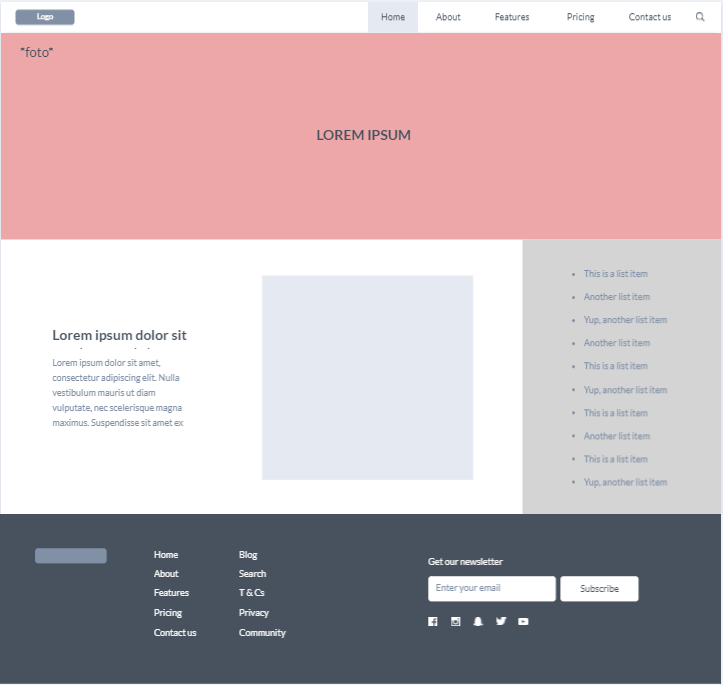 Logo
Home
About
Features
Pricing
Contact us
"foto"
LOREM IPSUM
Lorem ipsum dolor sit
Lorem ipsum dolor sit amet,
consectetur adipiscing elit. Nulla
vestibulum mauris ut diam
vulputate, nec scelerisque magna
maximus. Suspendisse sit amet ex
• This is a list item
• Another list item
• Yup, another list item
• Another list item
• This is a list item
• Yup, another list item
• This is a list item
• Another list item
• This is a list item
• Yup, another list item
Home
About
Features
Pricing
Contact us
Blog
Search
T & Cs
Privacy
Community
Get our newsletter
Enter your email
Subscribe